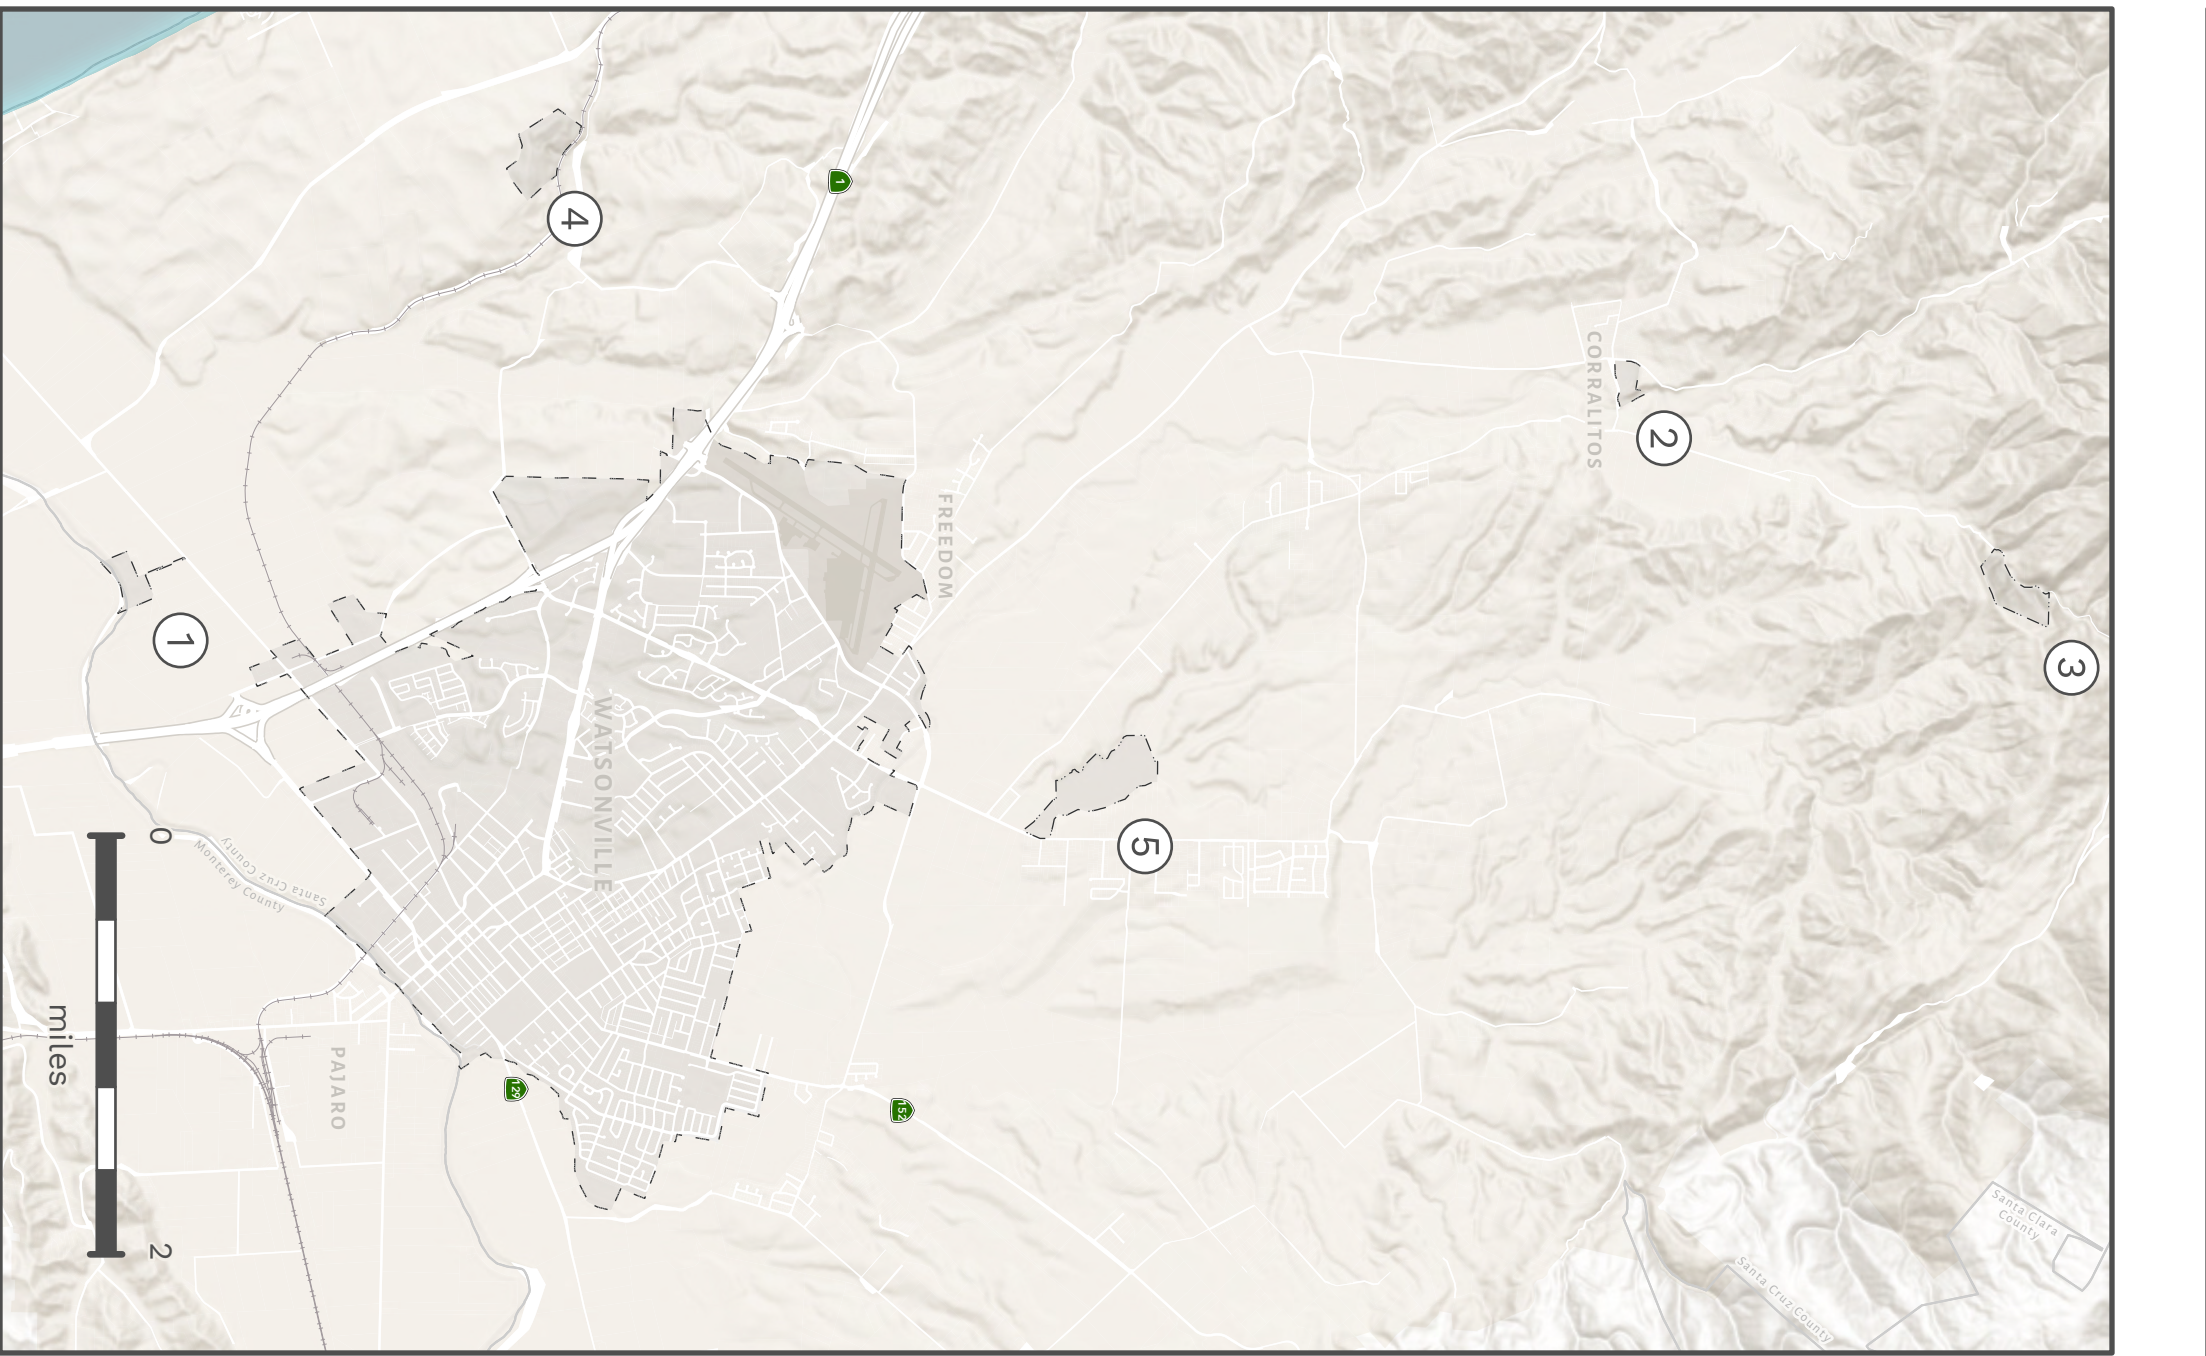 3
Santa Clara
County
Santa Cruz County
2
CORRALITOS
5
FREEDOM
152
1
WATSONVILLE
4
129
PAJARO
Santa Cruz County
Monterey County
1
0 2
miles